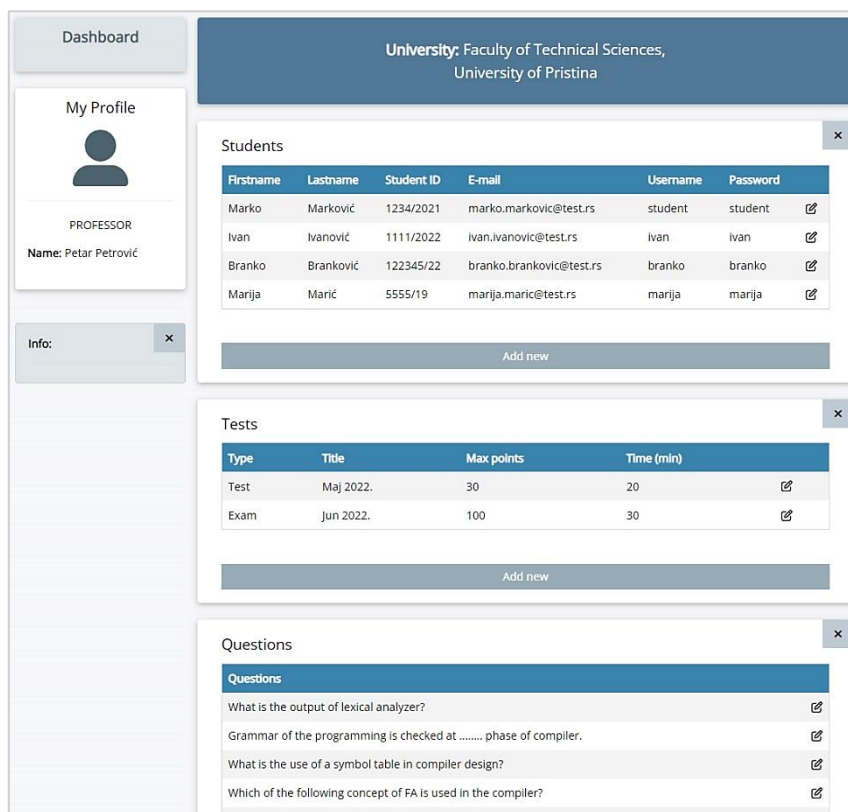 Dashboard
University: Faculty of Technical Sciences,
University of Pristina
My Profile
PROFESSOR
Name: Petar Petrović
Info:
×
×
Students
Firstname Lastname Student ID E-mail Username Password
Marko Marković 1234/2021 marko.markovic@test.rs student student
Ivan Ivanović 1111/2022 ivan.ivanovic@test.rs ivan ivan
Branko Branković 122345/22 branko.brankovic@test.rs branko branko
Marija Marić 5555/19 marija.maric@test.rs marija marija
Add new
×
Tests
Type Title Max points Time (min)
Test Maj 2022. 30 20
Exam Jun 2022. 100 30
Add new
×
Questions
Questions
What is the output of lexical analyzer?
Grammar of the programming is checked at ........ phase of compiler.
What is the use of a symbol table in compiler design?
Which of the following concept of FA is used in the compiler?